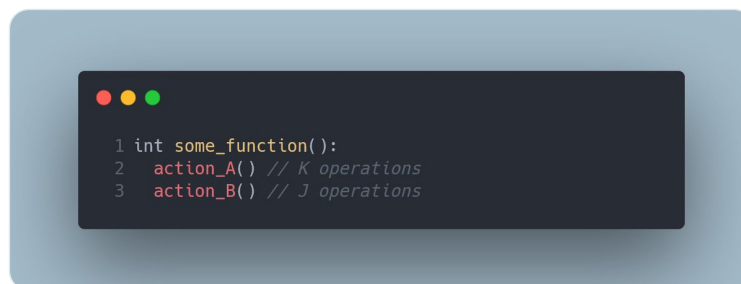 1 int some_function():
2 action_A() // K operations
3 action_B() // J operations